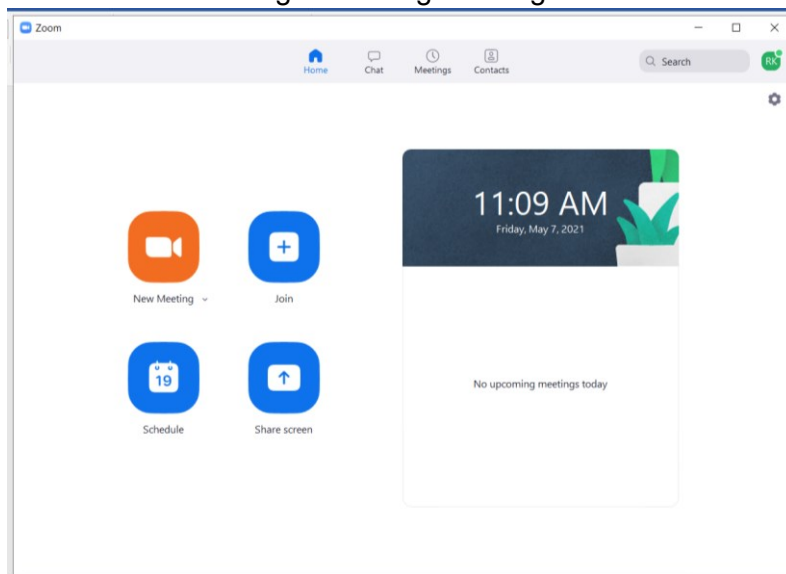 Zoom
Home Chat Meetings Contacts
Search
RK
11:09 AM
Friday, May 7, 2021
New Meeting
Join
19
Schedule
Share screen
No upcoming meetings today